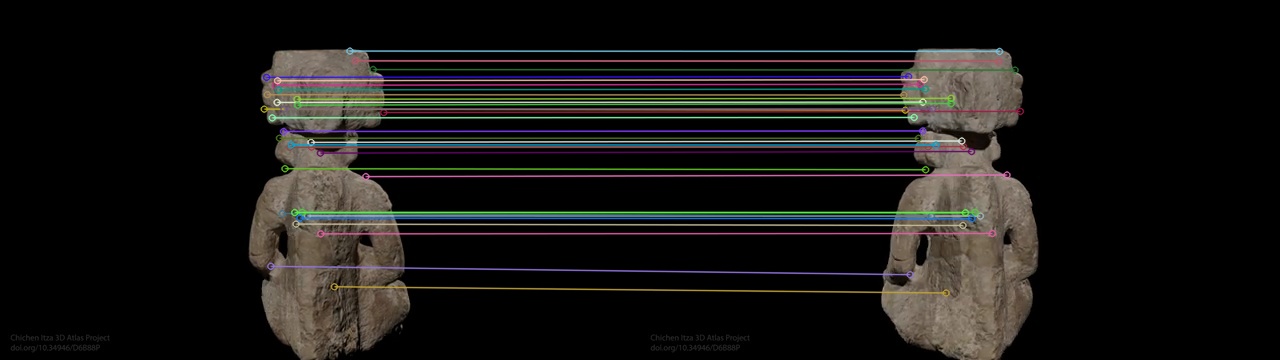 Chichen Itza 3D Atlas Project
doi.org/10.34946/D6B88P
Chichen Itza 3D Atlas Project
doi.org/10.34946/D6B88P